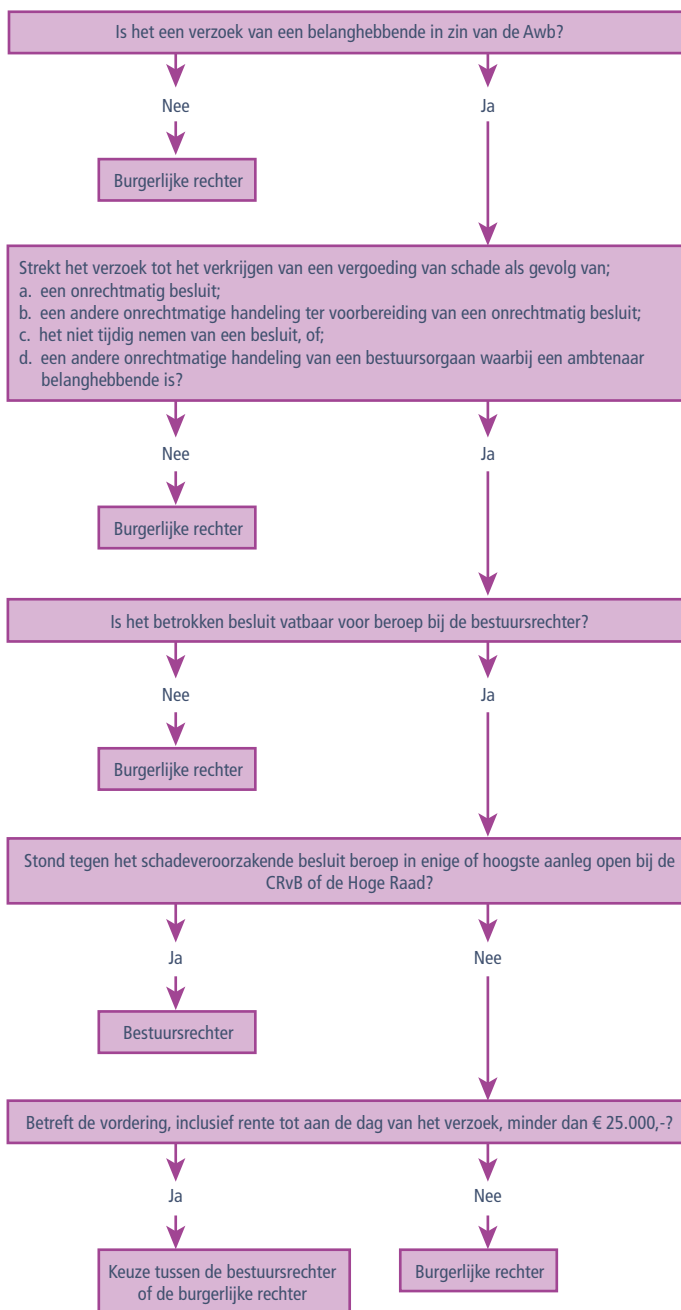 Is het een verzoek van een belanghebbende in zin van de Awb?
Nee
Ja
Burgerlijke rechter
Strekt het verzoek tot het verkrijgen van een vergoeding van schade als gevolg van;
a. een onrechtmatig besluit;
b. een andere onrechtmatige handeling ter voorbereiding van een onrechtmatig besluit;
c. het niet tijdig nemen van een besluit, of;
d. een andere onrechtmatige handeling van een bestuursorgaan waarbij een ambtenaar
belanghebbende is?
Nee
Ja
Burgerlijke rechter
Is het betrokken besluit vatbaar voor beroep bij de bestuursrechter?
Nee
Ja
Burgerlijke rechter
Stond tegen het schadeveroorzakende besluit beroep in enige of hoogste aanleg open bij de
CRvB of de Hoge Raad?
Ja
Nee
Bestuursrechter
Betreft de vordering, inclusief rente tot aan de dag van het verzoek, minder dan € 25.000,-?
Ja
Nee
Keuze tussen de bestuursrechter
of de burgerlijke rechter
Burgerlijke rechter